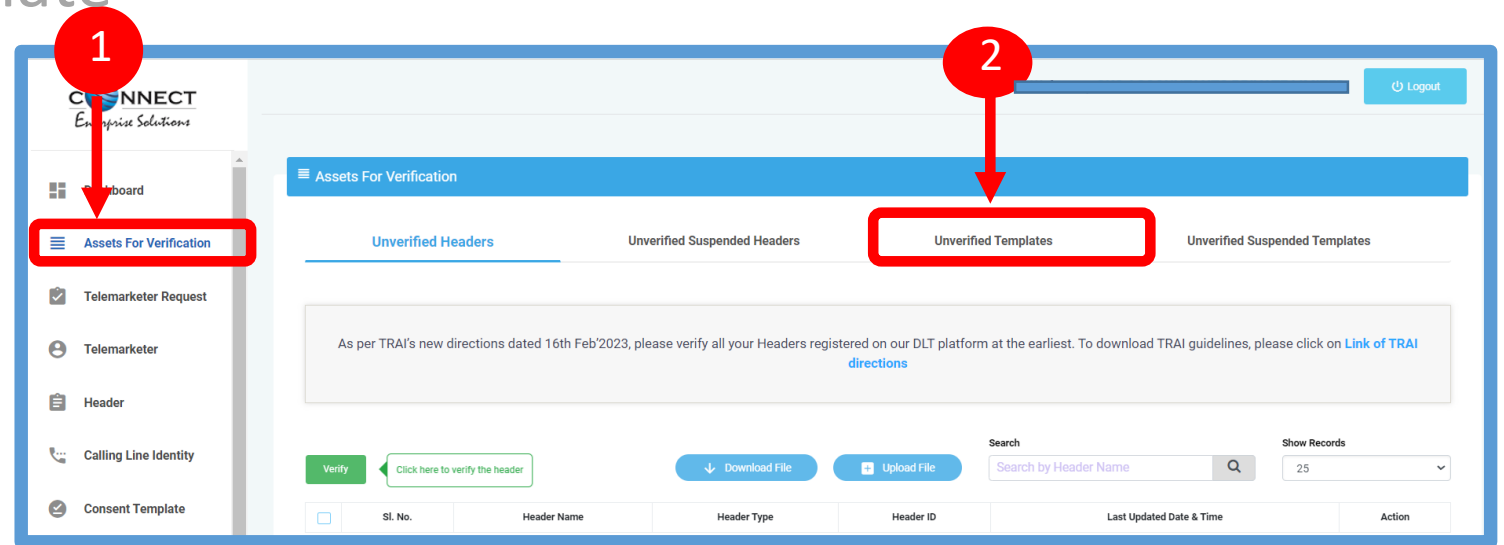 1
2
CONNECT
Enterprise Solutions
Logout
Dashboard
Assets For Verification
Telemarketer Request
Telemarketer
Header
Calling Line Identity
Consent Template
Assets For Verification
Unverified Headers
Unverified Suspended Headers
Unverified Templates
Unverified Suspended Templates
As per TRAI's new directions dated 16th Feb'2023, please verify all your Headers registered on our DLT platform at the earliest. To download TRAI guidelines, please click on Link of TRAI
directions
Verify
Click here to verify the header
Download File
Upload File
Search
Search by Header Name
Show Records
25
Sl. No.
Header Name
Header Type
Header ID
Last Updated Date & Time
Action